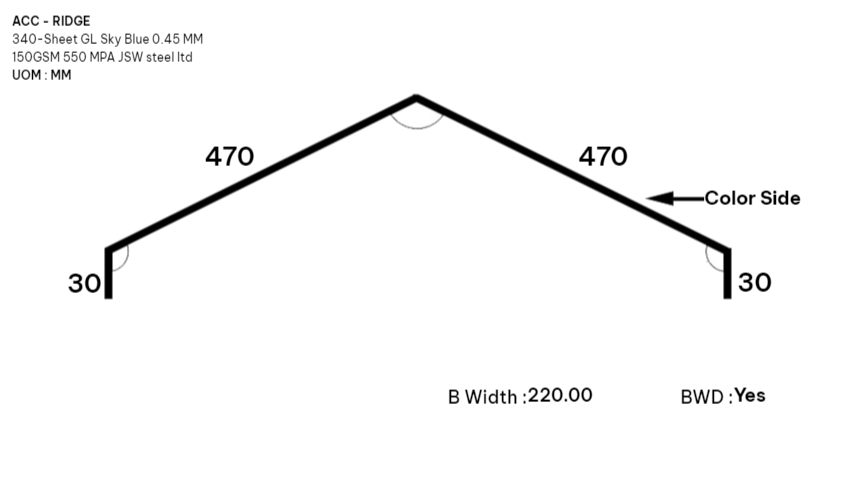 ACC - RIDGE
340-Sheet GL Sky Blue 0.45 MM
150GSM 550 MPA JSW steel ltd
UOM : MM
470
470
Color Side
30
30
B Width :220.00
BWD :Yes